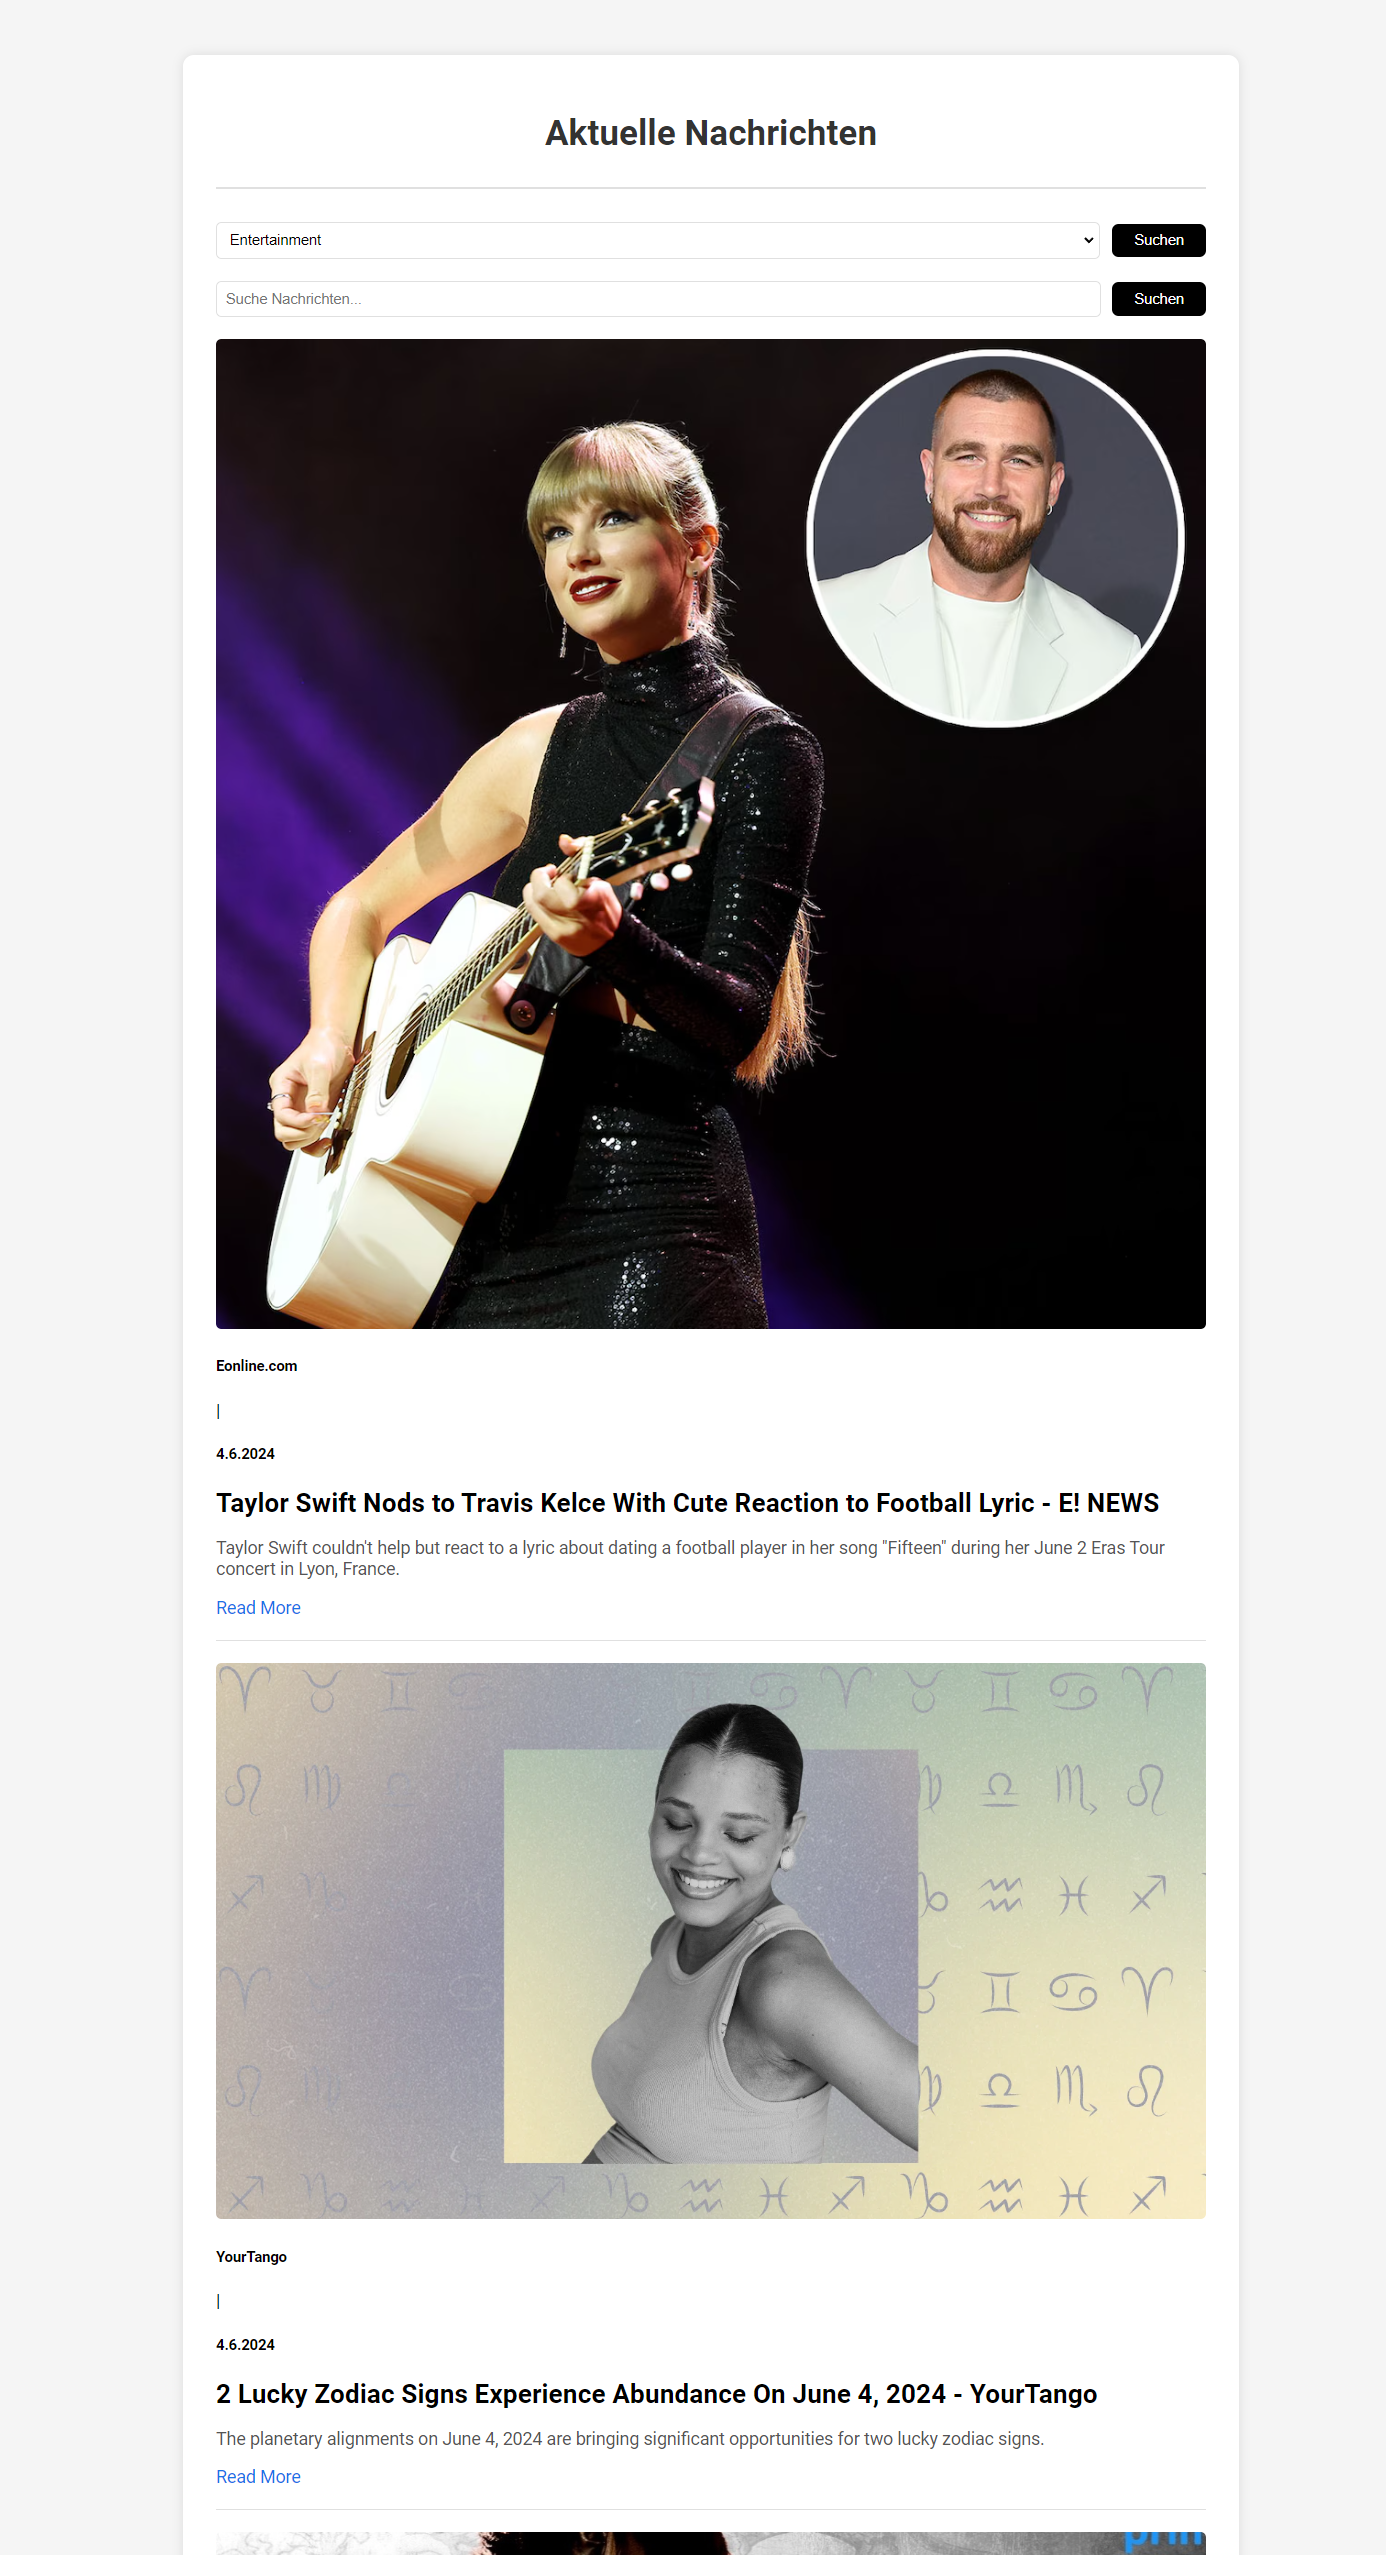 Aktuelle Nachrichten
Entertainment
Suchen
Suche Nachrichten...
Suchen
Eonline.com
|
4.6.2024
Taylor Swift Nods to Travis Kelce With Cute Reaction to Football Lyric - E! NEWS
Taylor Swift couldn't help but react to a lyric about dating a football player in her song "Fifteen" during her June 2 Eras Tour
concert in Lyon, France.
Read More
YourTango
|
4.6.2024
2 Lucky Zodiac Signs Experience Abundance On June 4, 2024 - YourTango
The planetary alignments on June 4, 2024 are bringing significant opportunities for two lucky zodiac signs.
Read More